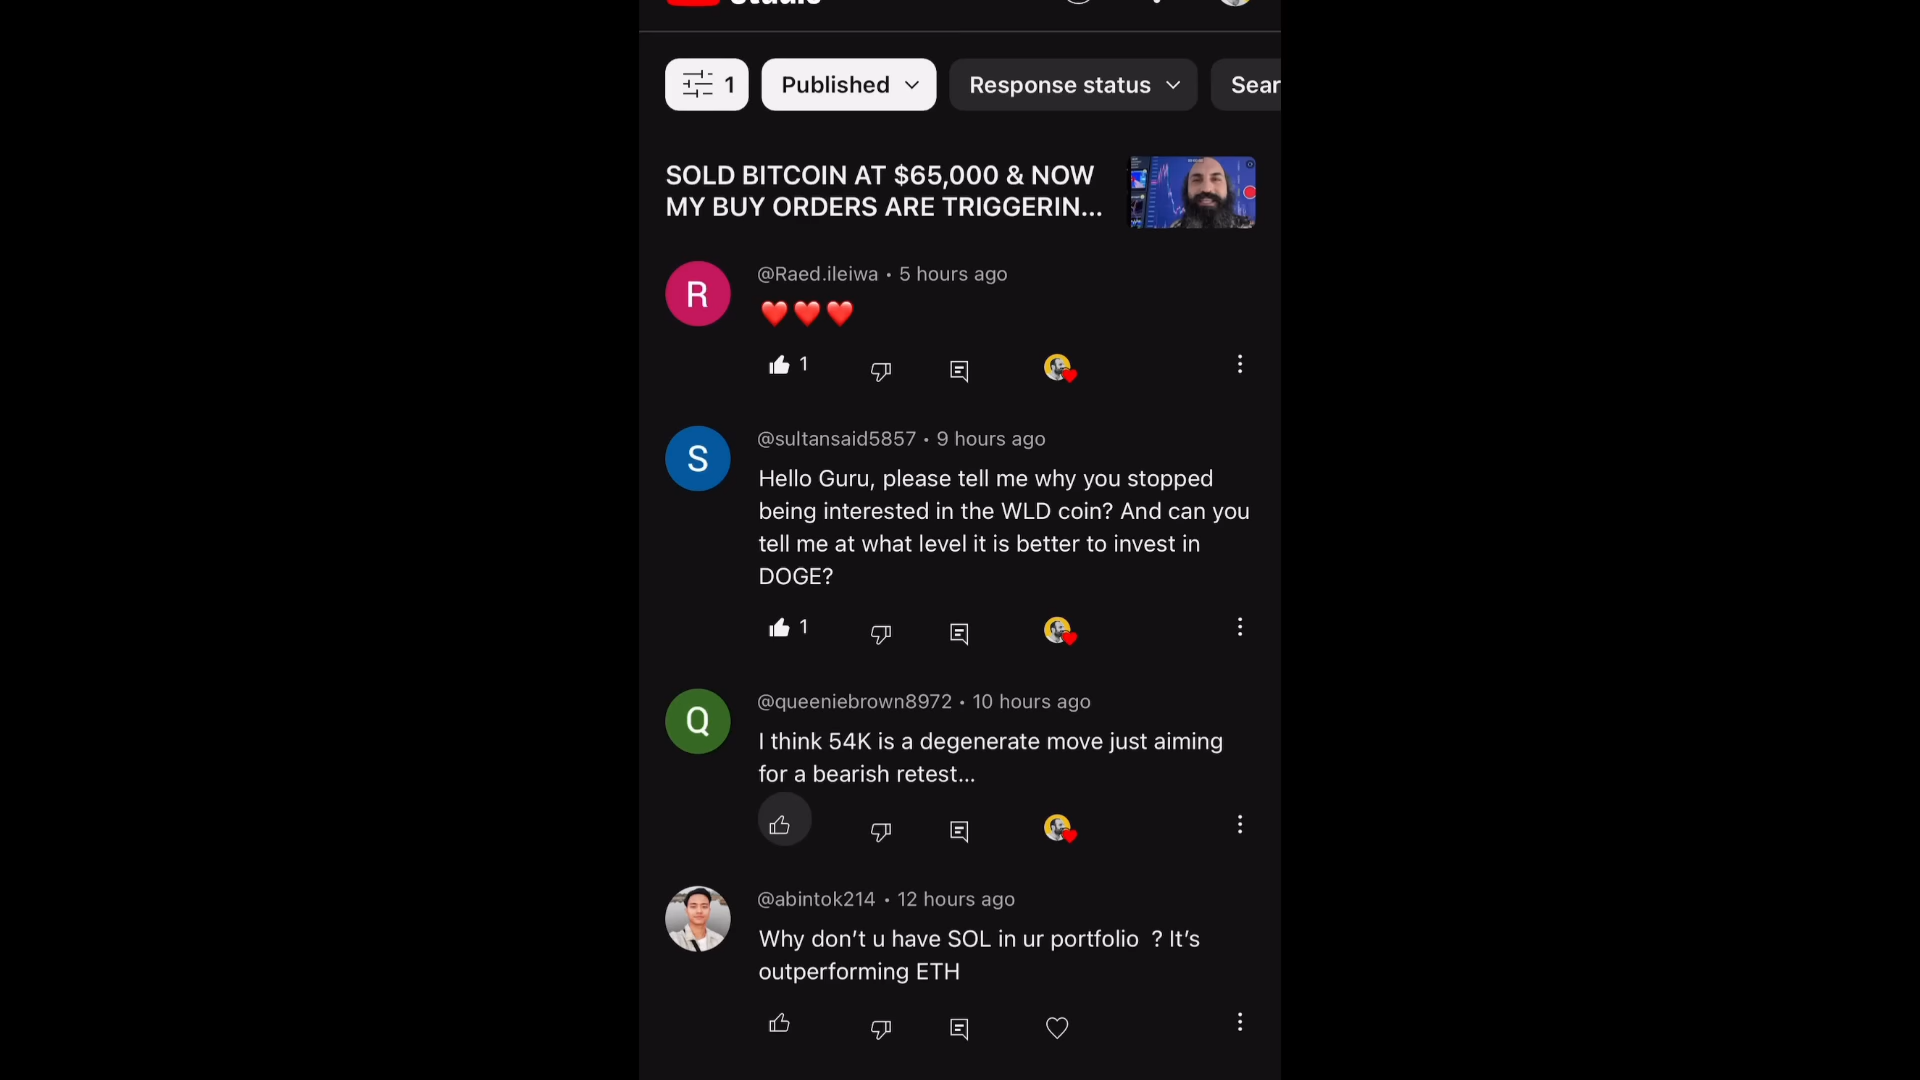 Studio
1
Published
Response status
Sear
SOLD BITCOIN AT $65,000 & NOW
MY BUY ORDERS ARE TRIGGERIN...
R
@Raed.ileiwa • 5 hours ago
❤️❤️❤️
1
S
@sultansaid5857 • 9 hours ago
Hello Guru, please tell me why you stopped
being interested in the WLD coin? And can you
tell me at what level it is better to invest in
DOGE?
1
Q
@queeniebrown8972 • 10 hours ago
I think 54K is a degenerate move just aiming
for a bearish retest...
@abintok214 • 12 hours ago
Why don't u have SOL in ur portfolio  ? It's
outperforming ETH